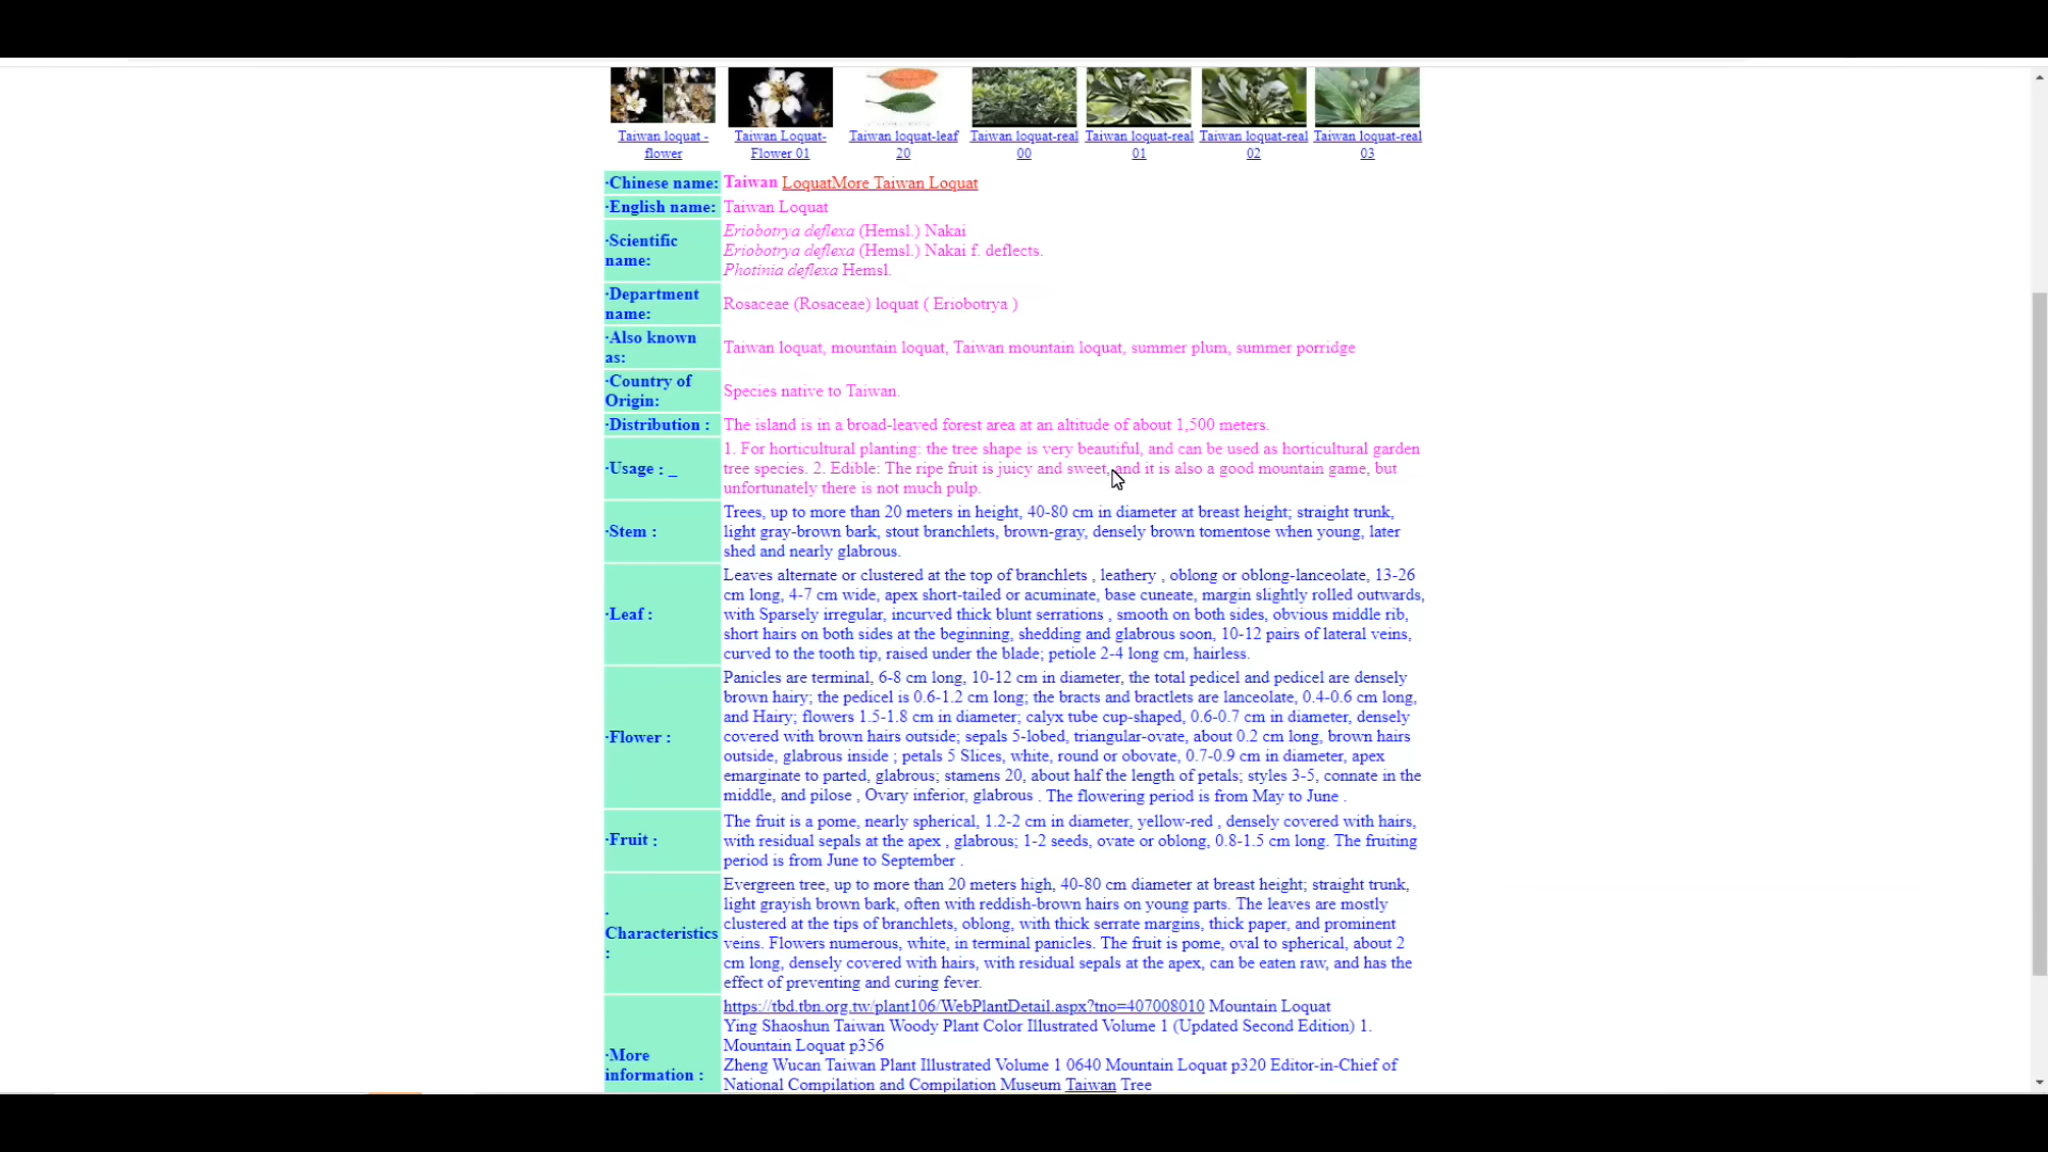 Taiwan loquat - flower
Taiwan Loquat-Flower 01
Taiwan loquat-leaf 20
Taiwan loquat-real 00
Taiwan loquat-real 01
Taiwan loquat-real 02
Taiwan loquat-real 03
·Chinese name: Taiwan LoquatMore Taiwan Loquat
·English name: Taiwan Loquat
·Scientific name:
Eriobotrya deflexa (Hemsl.) Nakai
Eriobotrya deflexa (Hemsl.) Nakai f. deflects.
Photinia deflexa Hemsl.
·Department name:
Rosaceae (Rosaceae) loquat ( Eriobotrya )
·Also known as:
Taiwan loquat, mountain loquat, Taiwan mountain loquat, summer plum, summer porridge
·Country of Origin:
Species native to Taiwan.
·Distribution : The island is in a broad-leaved forest area at an altitude of about 1,500 meters.
·Usage : _
1. For horticultural planting: the tree shape is very beautiful, and can be used as horticultural garden
tree species. 2. Edible: The ripe fruit is juicy and sweet, and it is also a good mountain game, but
unfortunately there is not much pulp.
·Stem :
Trees, up to more than 20 meters in height, 40-80 cm in diameter at breast height; straight trunk,
light gray-brown bark, stout branchlets, brown-gray, densely brown tomentose when young, later
shed and nearly glabrous.
·Leaf :
Leaves alternate or clustered at the top of branchlets , leathery , oblong or oblong-lanceolate, 13-26
cm long, 4-7 cm wide, apex short-tailed or acuminate, base cuneate, margin slightly rolled outwards,
with Sparsely irregular, incurved thick blunt serrations , smooth on both sides, obvious middle rib,
short hairs on both sides at the beginning, shedding and glabrous soon, 10-12 pairs of lateral veins,
curved to the tooth tip, raised under the blade; petiole 2-4 long cm, hairless.
·Flower :
Panicles are terminal, 6-8 cm long, 10-12 cm in diameter, the total pedicel and pedicel are densely
brown hairy; the pedicel is 0.6-1.2 cm long; the bracts and bractlets are lanceolate, 0.4-0.6 cm long,
and Hairy; flowers 1.5-1.8 cm in diameter; calyx tube cup-shaped, 0.6-0.7 cm in diameter, densely
covered with brown hairs outside; sepals 5-lobed, triangular-ovate, about 0.2 cm long, brown hairs
outside, glabrous inside ; petals 5 Slices, white, round or obovate, 0.7-0.9 cm in diameter, apex
emarginate to parted, glabrous; stamens 20, about half the length of petals; styles 3-5, connate in the
middle, and pilose , Ovary inferior, glabrous . The flowering period is from May to June .
·Fruit :
The fruit is a pome, nearly spherical, 1.2-2 cm in diameter, yellow-red , densely covered with hairs,
with residual sepals at the apex , glabrous; 1-2 seeds, ovate or oblong, 0.8-1.5 cm long. The fruiting
period is from June to September .
· Characteristics :
Evergreen tree, up to more than 20 meters high, 40-80 cm diameter at breast height; straight trunk,
light grayish brown bark, often with reddish-brown hairs on young parts. The leaves are mostly
clustered at the tips of branchlets, oblong, with thick serrate margins, thick paper, and prominent
veins. Flowers numerous, white, in terminal panicles. The fruit is pome, oval to spherical, about 2
cm long, densely covered with hairs, with residual sepals at the apex, can be eaten raw, and has the
effect of preventing and curing fever.
·More information :
https://tbd.tbn.org.tw/plant106/WebPlantDetail.aspx?tno=407008010 Mountain Loquat
Ying Shaoshun Taiwan Woody Plant Color Illustrated Volume 1 (Updated Second Edition) 1.
Mountain Loquat p356
Zheng Wucan Taiwan Plant Illustrated Volume 1 0640 Mountain Loquat p320 Editor-in-Chief of
National Compilation and Compilation Museum Taiwan Tree